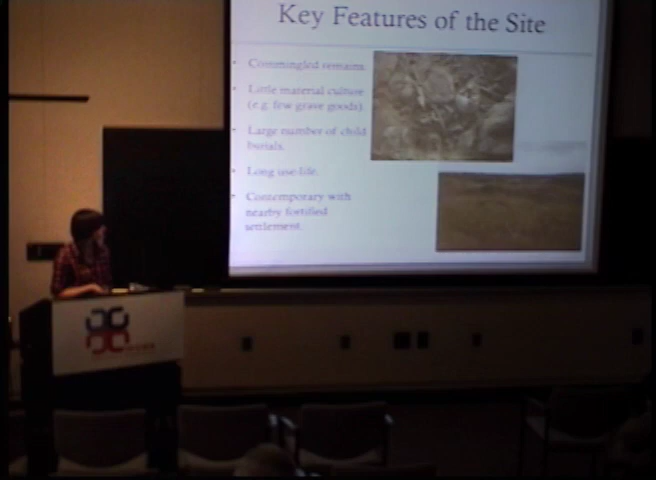 Key Features of the Site
• Commingled remains.
• Little material culture
(e.g. few grave goods).
• Large number of child
burials.
• Long use-life.
• Contemporary with
nearby fortified
settlement.